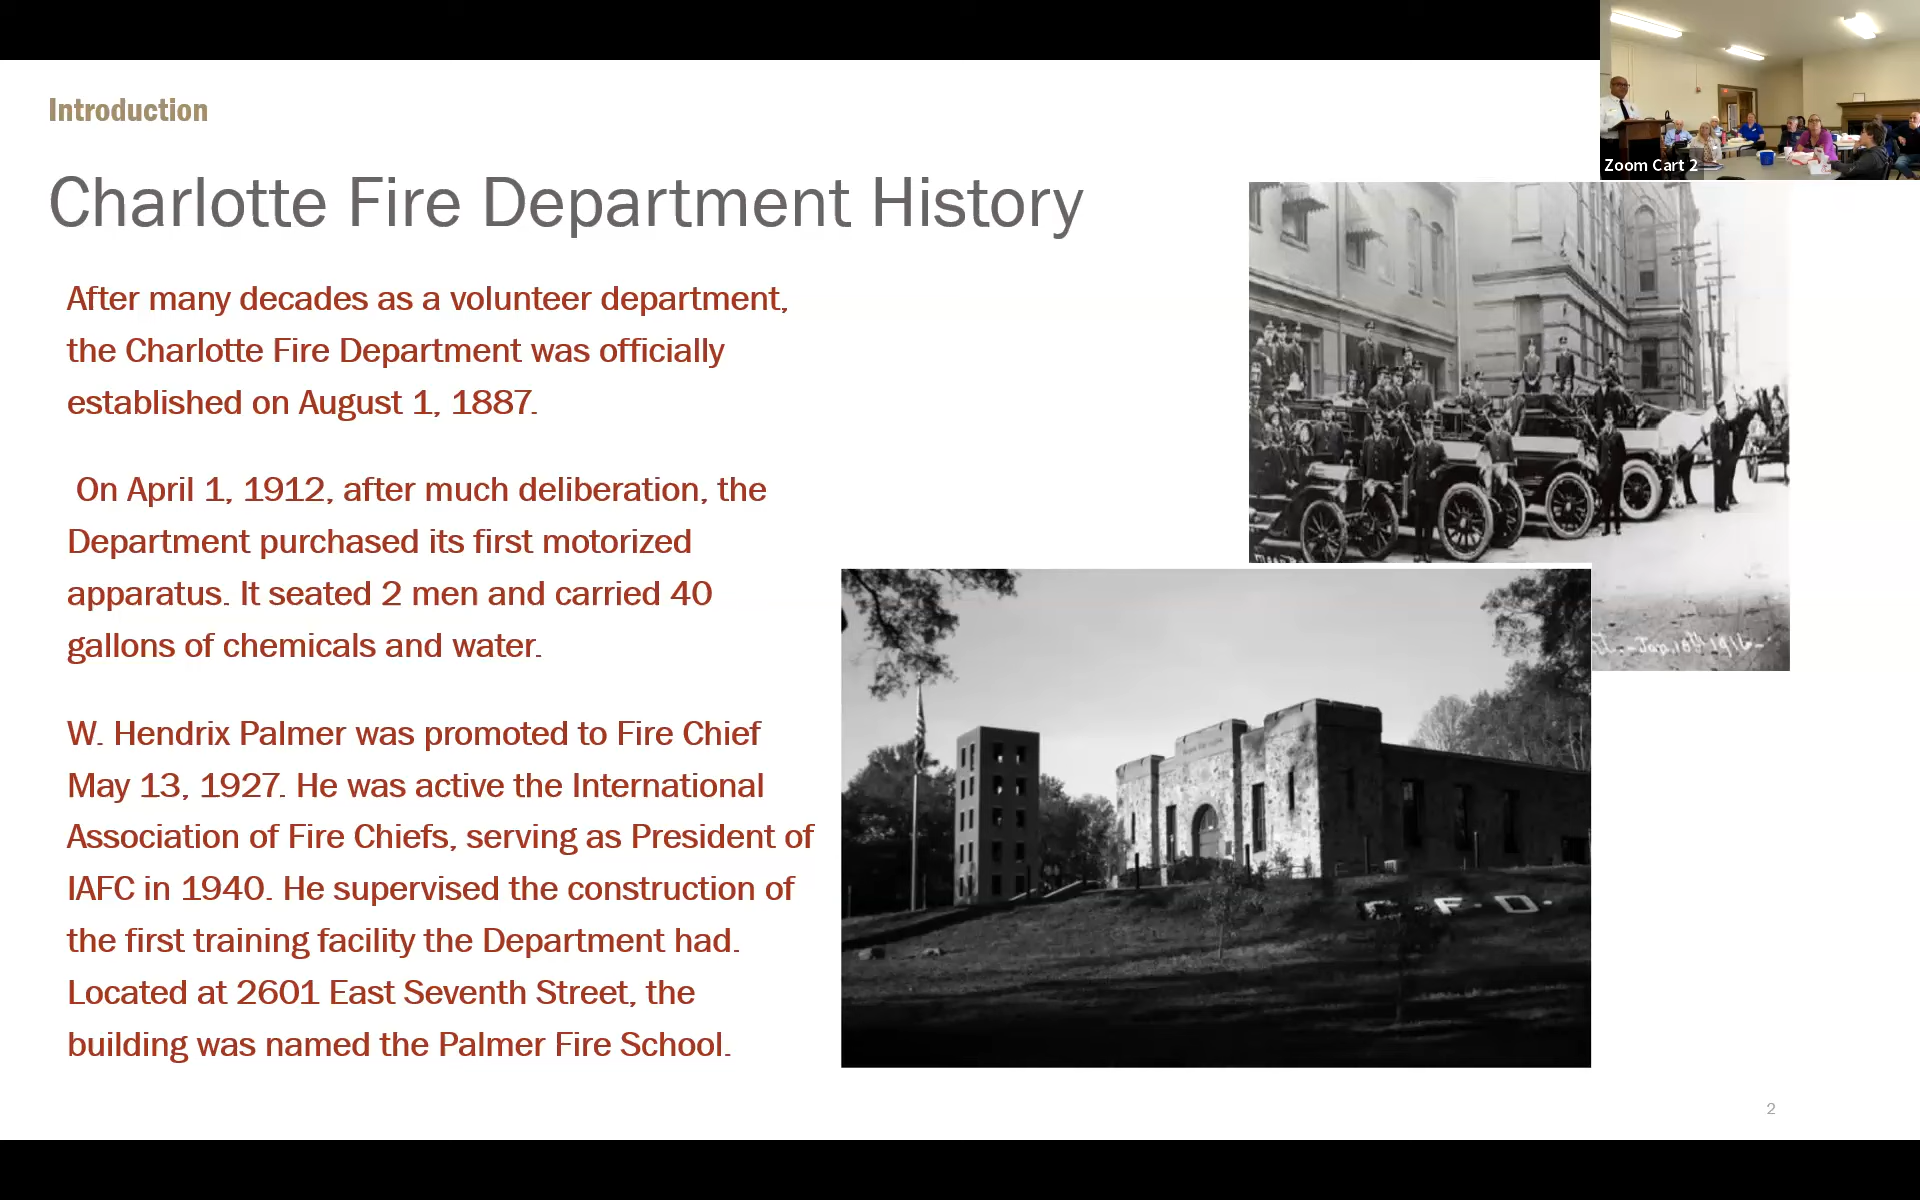 Introduction
Zoom Cart 2
Charlotte Fire Department History
After many decades as a volunteer department,
the Charlotte Fire Department was officially
established on August 1, 1887.
On April 1, 1912, after much deliberation, the
Department purchased its first motorized
apparatus. It seated 2 men and carried 40
gallons of chemicals and water.
W. Hendrix Palmer was promoted to Fire Chief
May 13, 1927. He was active the International
Association of Fire Chiefs, serving as President of
IAFC in 1940. He supervised the construction of
the first training facility the Department had.
Located at 2601 East Seventh Street, the
building was named the Palmer Fire School.
Jan. 18th 1916
C. F. D.
2